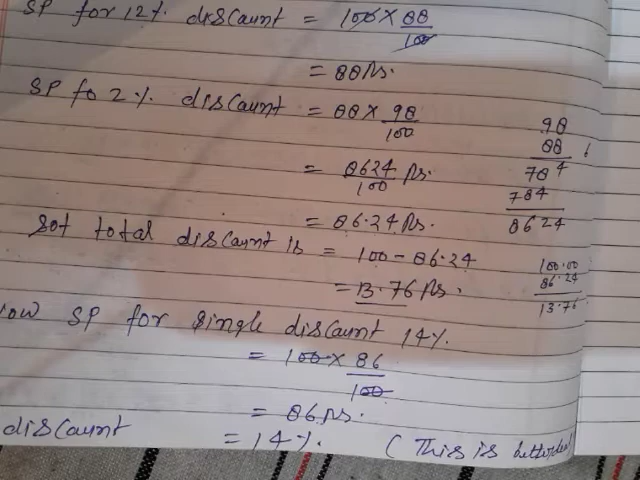 SP for 12% discount = 100 × 88
100
= 88 Rs.
SP fo 2% discount = 88 × 98
100
98
88
784
784
8624
= 8624 Rs.
100
= 86.24 Rs.
So total discount is = 100 - 86.24
= 13.76 Rs.
100.00
86.24
13.76
now SP for single discount 14%.
= 100 × 86
100
= 86 Rs.
discount = 14%. (This is better